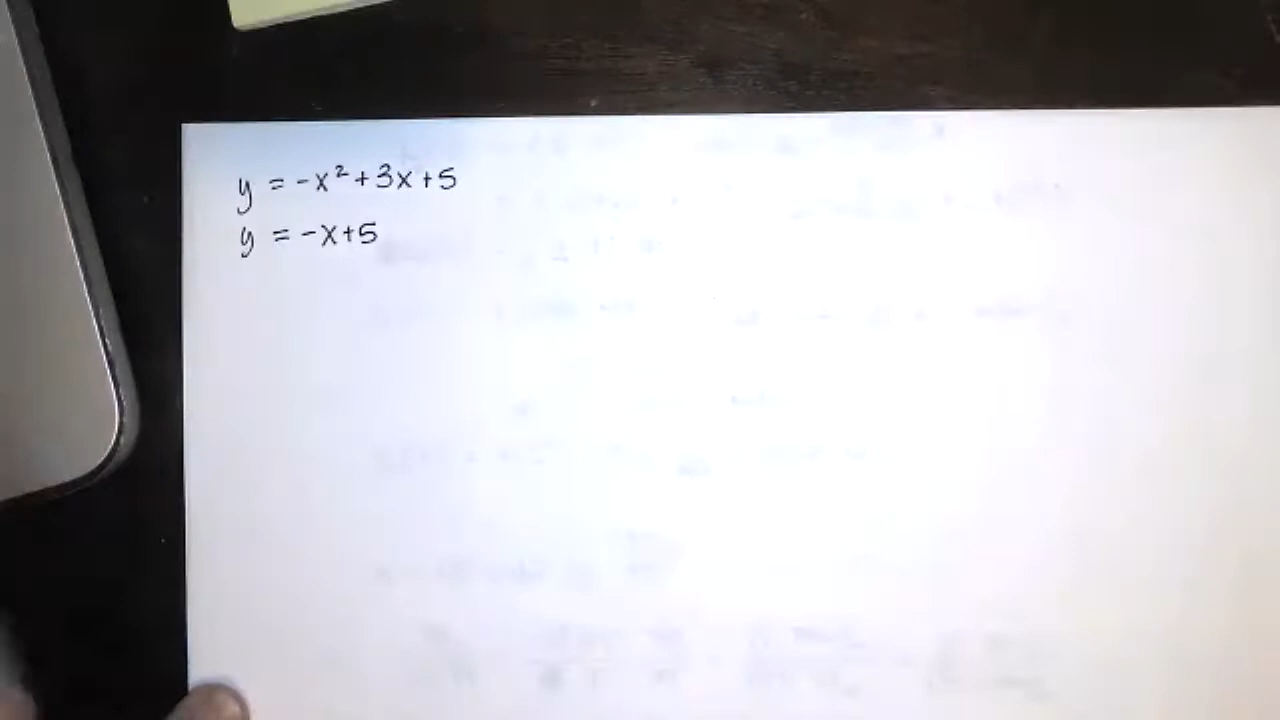 y = -x² + 3x + 5
y = -x + 5